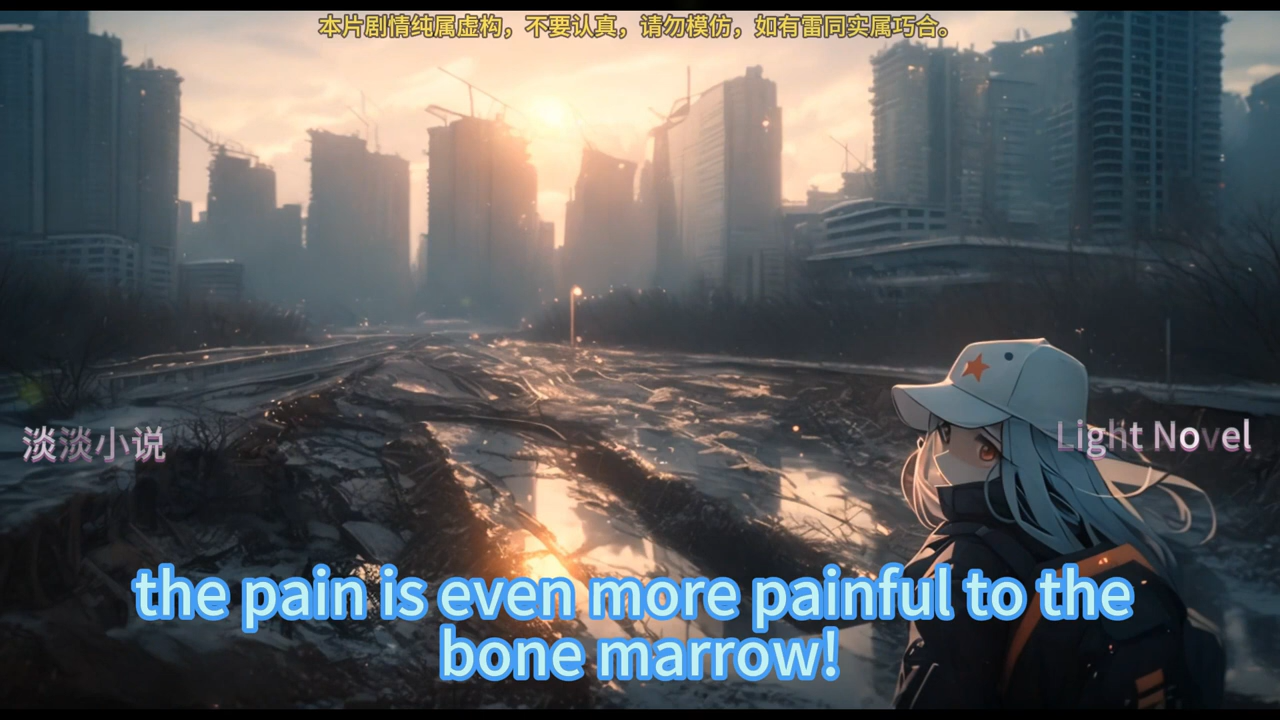 本片剧情纯属虚构，不要认真，请勿模仿，如有雷同实属巧合。
淡淡小说
Light Novel
the pain is even more painful to the
bone marrow!